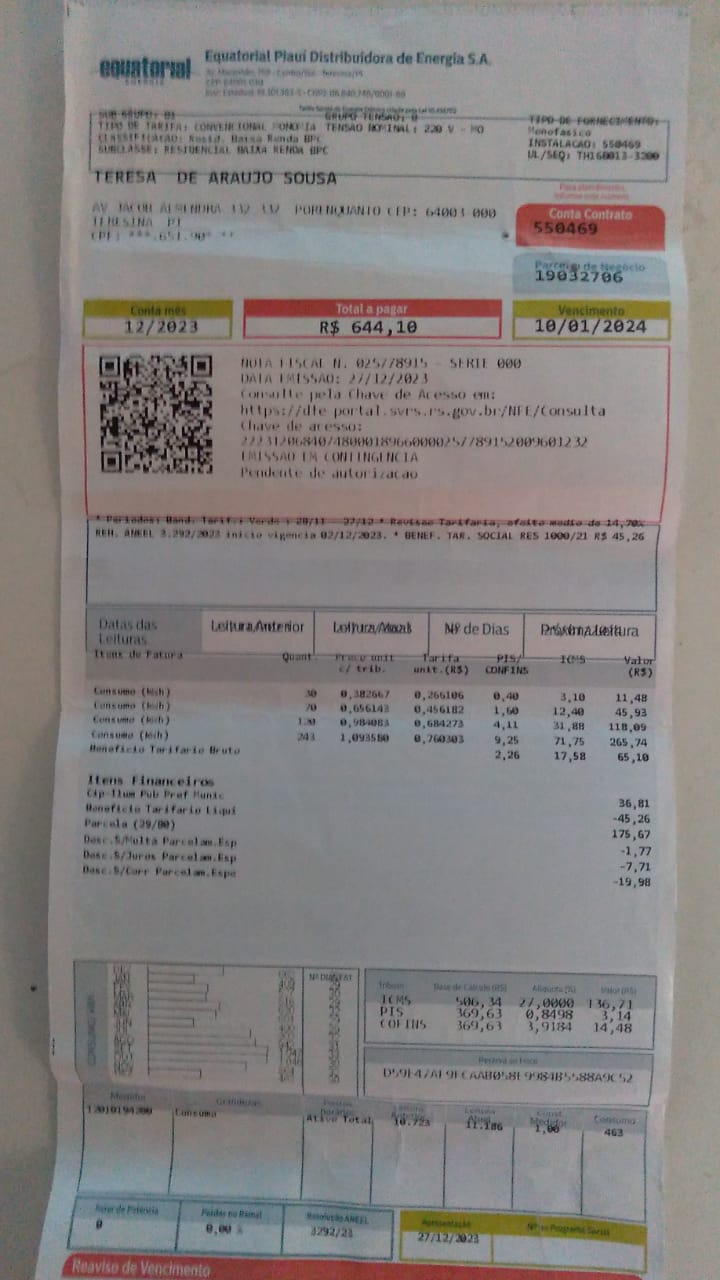 equatorial
ENERGIA
Equatorial Piauí Distribuidora de Energia S.A.
SUB GRUPO: B1 GRUPO TENSAO: B
TIPO DE TARIFA: CONVENCIONAL MONOMIA TENSAO NOMINAL: 220 V - MO
CLASSIFICACAO: Resid. Baixa Renda BPC
SUBCLASSE: RESIDENCIAL BAIXA RENDA BPC
TIPO DE FORNECIMENTO:
Monofasico
INSTALACAO: 550469
UL/SEQ: TH160013-3200
TERESA DE ARAUJO SOUSA
AV JACOB ALMENDRA 332 332 PORENQUANTO CEP: 64003 000
TERESINA PI
CPF: ***.651.90*-**
Para atendimento,
informe este número
Conta Contrato
550469
Parceiro de Negócio
19032706
Conta mês
12/2023
Total a pagar
R$ 644,10
Vencimento
10/01/2024
NOTA FISCAL N. 025778915 - SERIE 000
DATA EMISSAO: 27/12/2023
Consulte pela Chave de Acesso em:
https://dfe portal.svrs.rs.gov.br/NFE/Consulta
Chave de acesso:
EMISSAO EM CONTINGENCIA
Pendente de autorizacao
* Periodos: Band. Tarif.: Verde : 28/11 - 27/12 * Revisao Tarifaria, efeito medio de 14,70%
REH. ANEEL 3.292/2023 inicio vigencia 02/12/2023. * BENEF. TAR. SOCIAL RES 1000/21 R$ 45,26
Datas das Leituras
Leitura Anterior
Leitura Atual
Nº de Dias
Próxima Leitura
Itens de Fatura Quant. Preco unit c/ trib. Tarifa unit.(R$) PIS/CONFINS ICMS Valor (R$)
Consumo (kWh) 30 0,382667 0,266106 0,40 3,10 11,48
Consumo (kWh) 70 0,656143 0,456182 1,60 12,40 45,93
Consumo (kWh) 120 0,984083 0,684273 4,11 31,88 118,09
Consumo (kWh) 243 1,093580 0,760303 9,25 71,75 265,74
Beneficio Tarifario Bruto 2,26 17,58 65,10
Itens Financeiros
Cip-Ilum Pub Pref Munic 36,81
Beneficio Tarifario Liqui -45,26
Parcela (29/80) 175,67
Desc.S/Multa Parcelam.Esp -1,77
Desc.S/Juros Parcelam.Esp -7,71
Desc.S/Corr Parcelam.Espe -19,98
CONSUMO kWh
Nº DIAS FAT
Tributo Base de Cálculo (R$) Alíquota (%) Valor (R$)
ICMS 506,34 27,0000 136,71
PIS 369,63 0,8498 3,14
COFINS 369,63 3,9184 14,48
Reserva ao Fisco
Medidor
Grandezas
Postos horários
Leitura Anterior
Leitura Atual
Const. Medidor
Consumo
Consumo Ativo Total 10.723 11.186 1,00 463
Fator de Potência
0
Perdas no Ramal
0,00 %
Resolução ANEEL
3292/23
Apresentação
27/12/2023
Nº no Programa Social
Reaviso de Vencimento